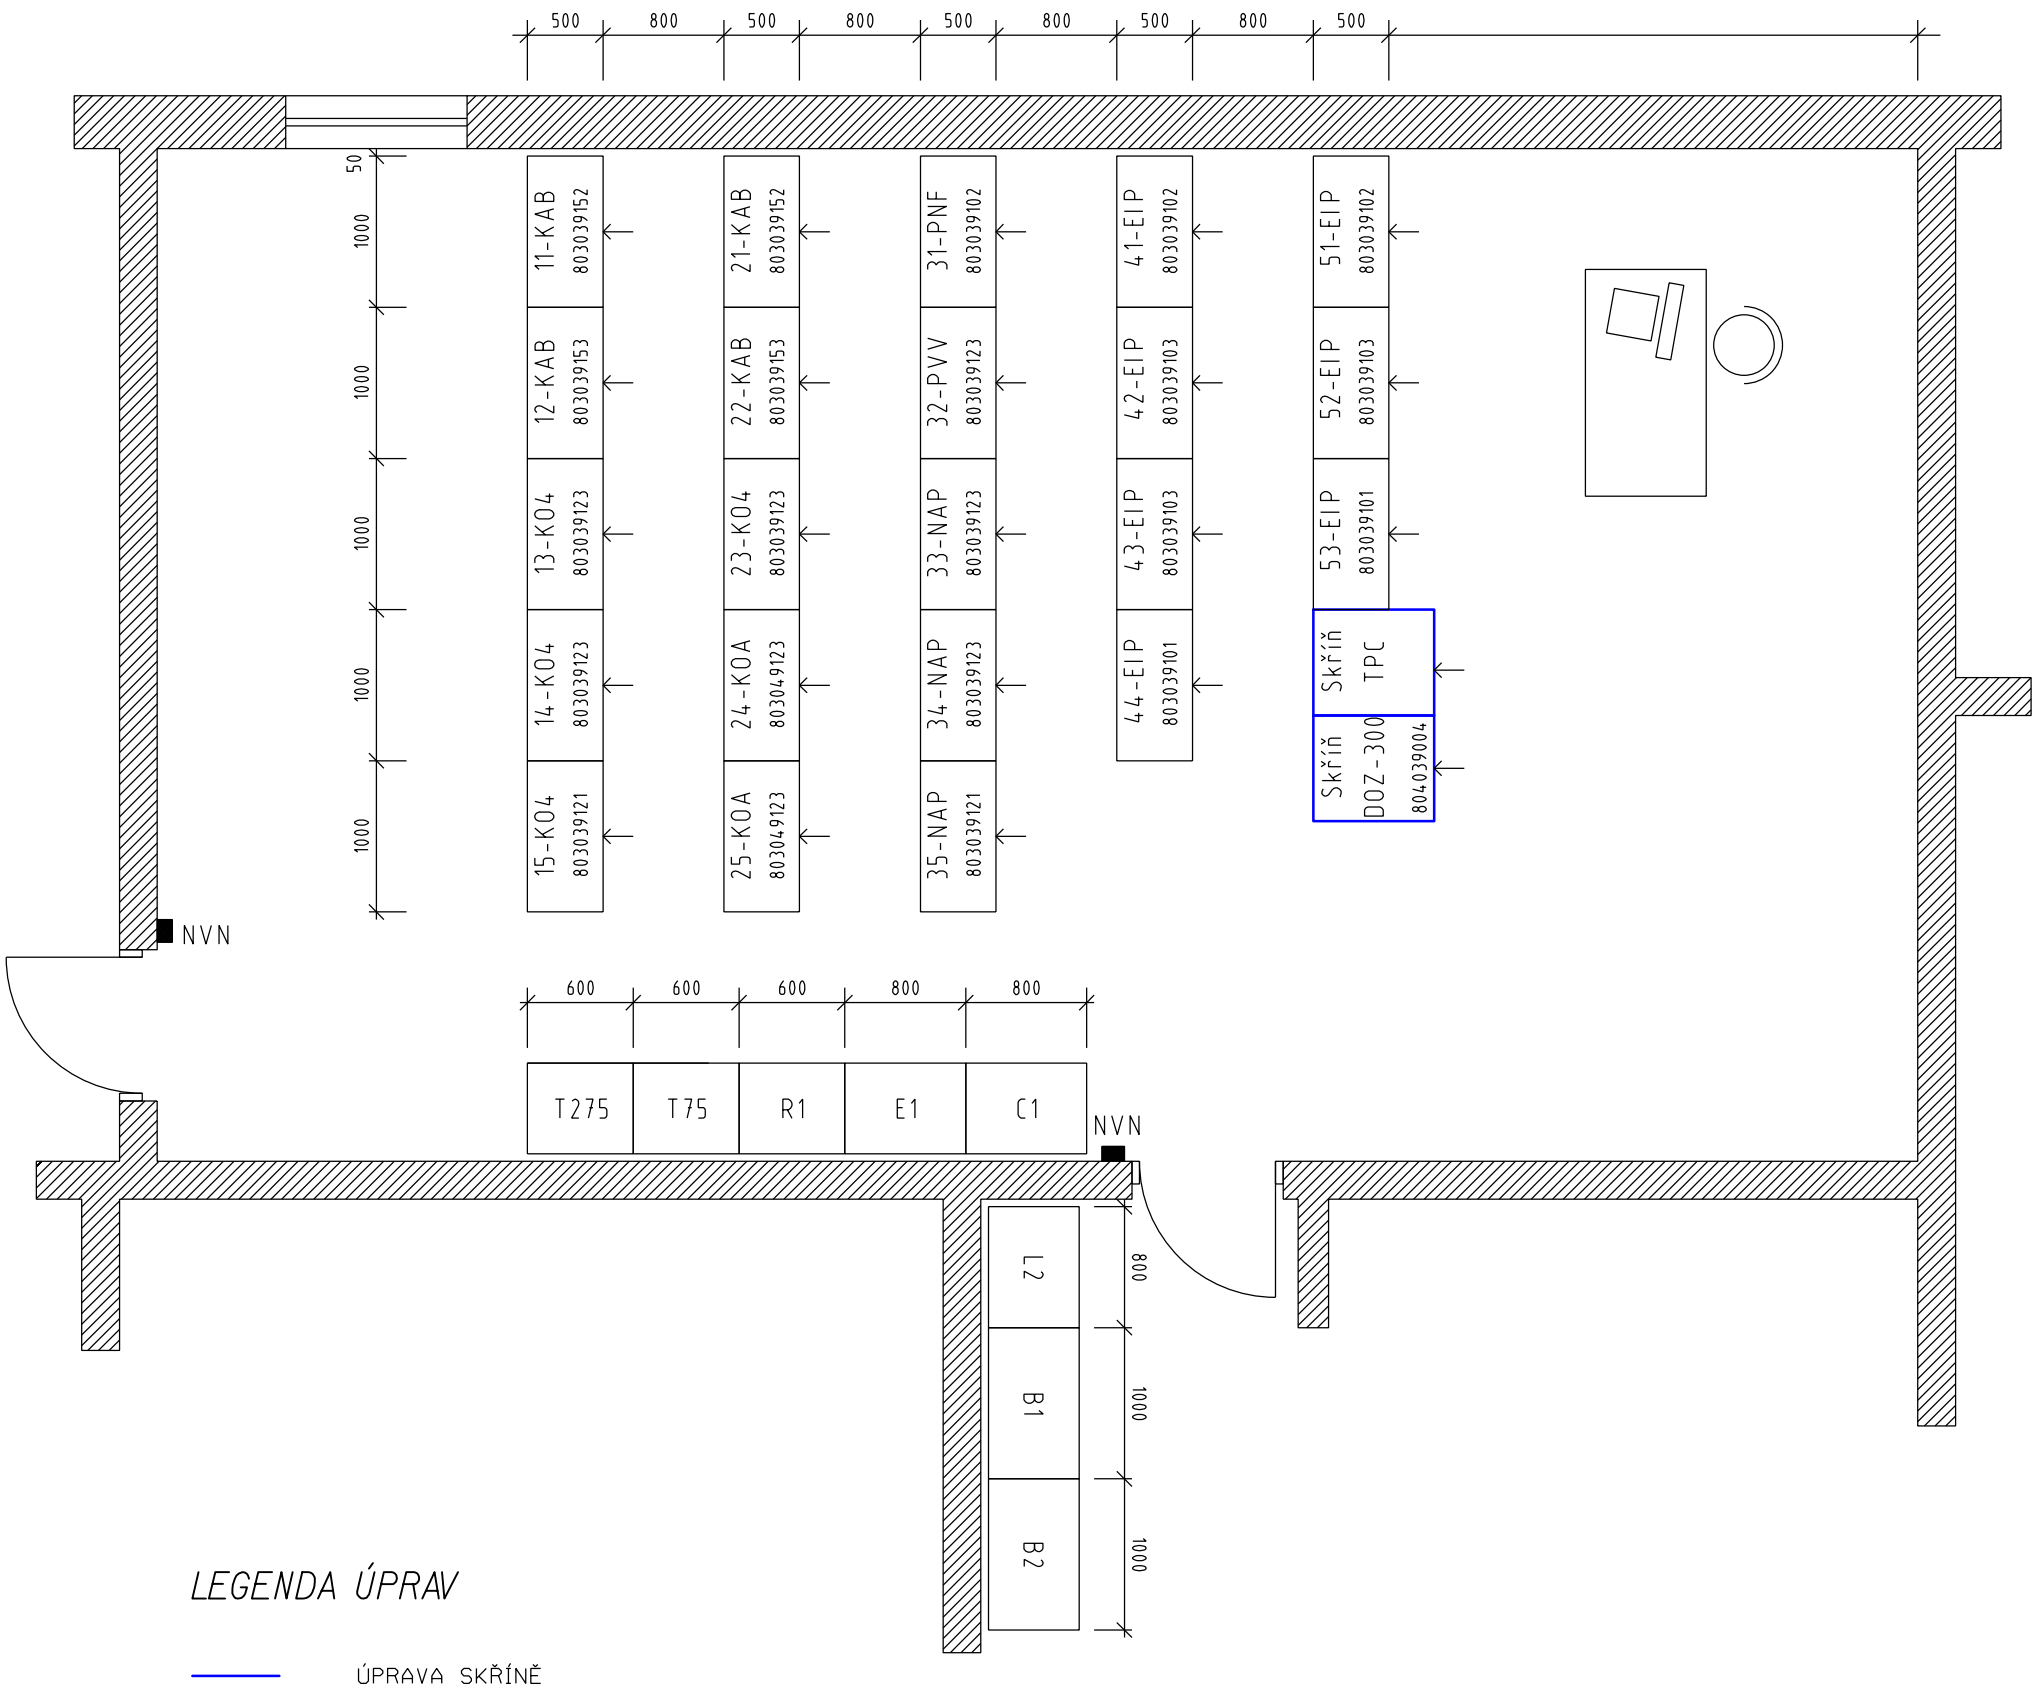 500 800 500 800 500 800 500 800 500
50
1000
1000
1000
1000
1000
11-KAB
803039152
12-KAB
803039153
13-KO4
803039123
14-KO4
803039123
15-KO4
803039121
21-KAB
803039152
22-KAB
803039153
23-KO4
803039123
24-KOA
803049123
25-KOA
803049123
31-PNF
803039102
32-PVV
803039123
33-NAP
803039123
34-NAP
803039123
35-NAP
803039121
41-EIP
803039102
42-EIP
803039103
43-EIP
803039103
44-EIP
803039101
51-EIP
803039102
52-EIP
803039103
53-EIP
803039101
Skříň
TPC
Skříň
DOZ-300
804039004
NVN
600 600 600 800 800
T275 T75 R1 E1 C1
NVN
L2
800
B1
1000
B2
1000
LEGENDA ÚPRAV
ÚPRAVA SKŘÍNĚ